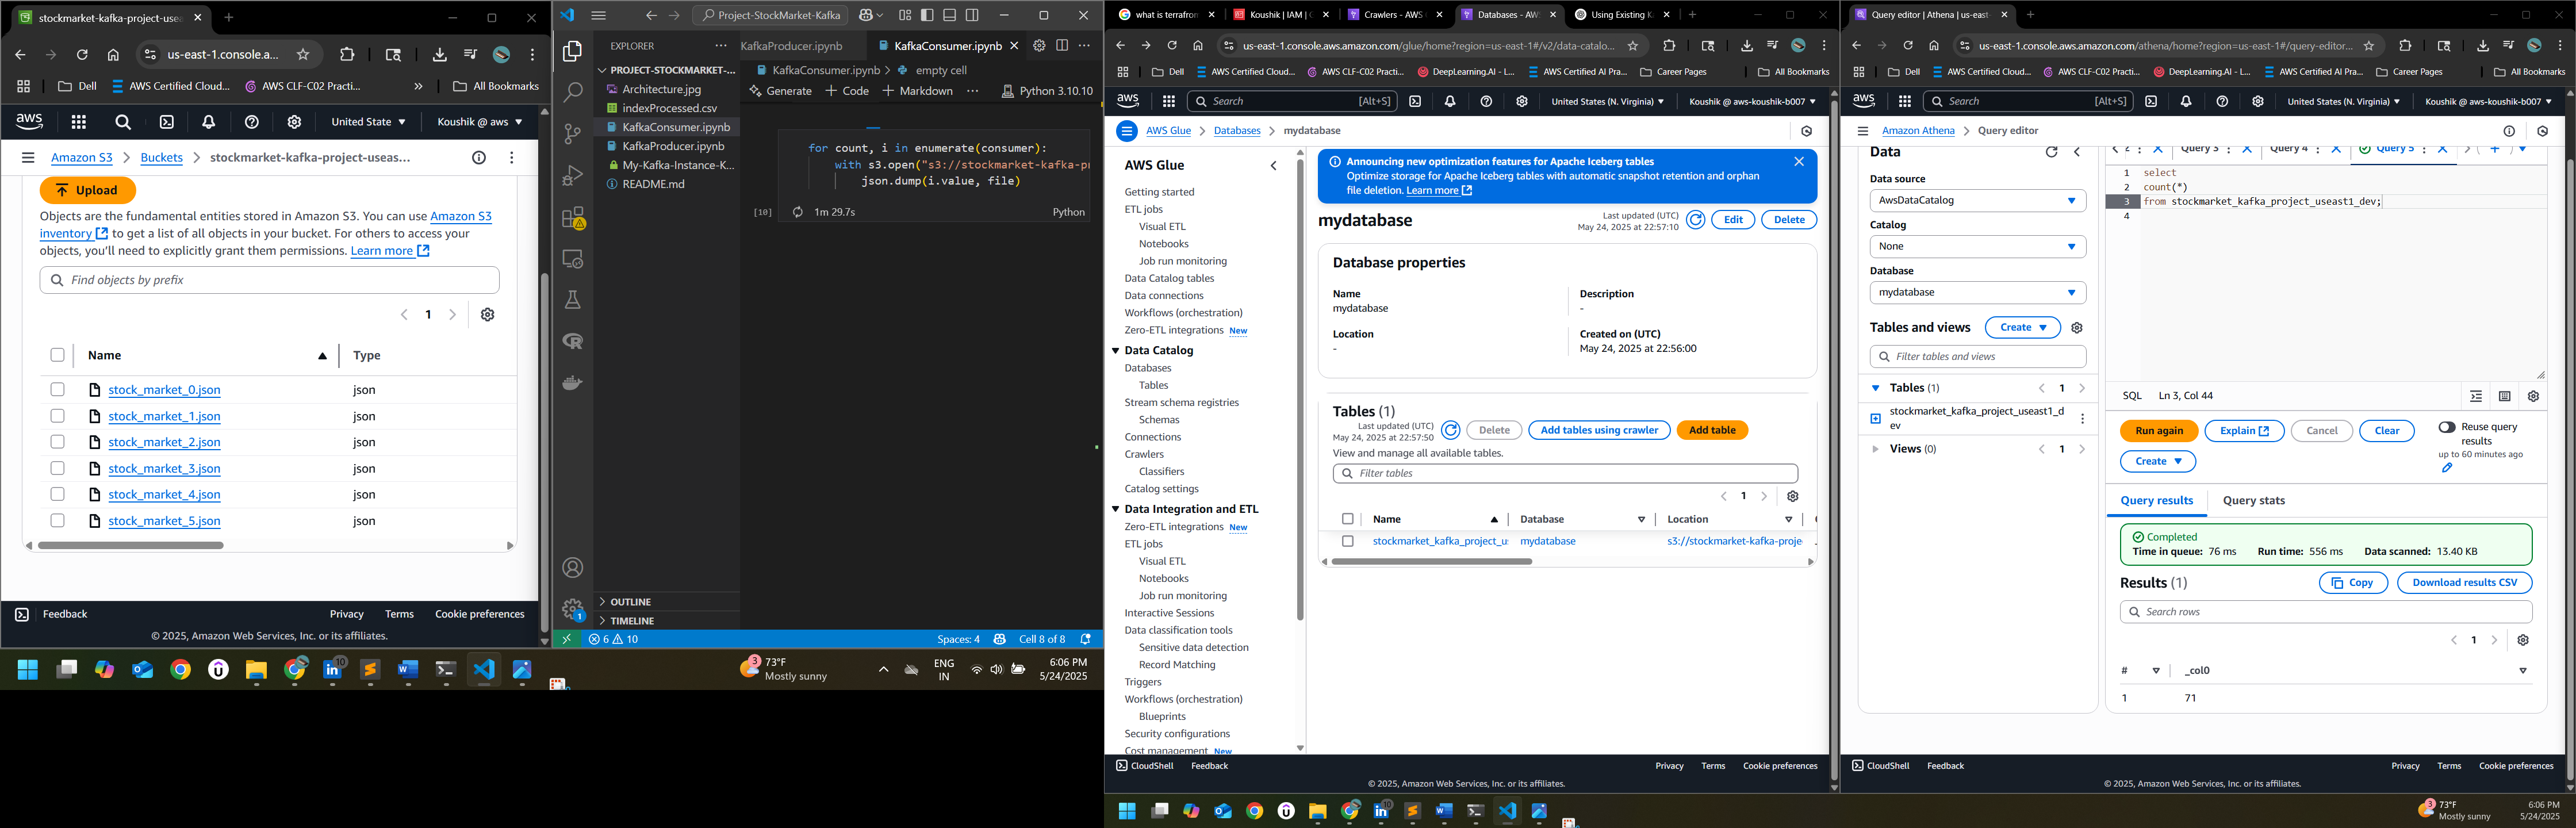 stockmarket-kafka-project-usea
us-east-1.console.a...
Dell
AWS Certified Cloud...
AWS CLF-C02 Practi...
»
All Bookmarks
aws
United State
Koushik @ aws
Amazon S3
Buckets
stockmarket-kafka-project-useas...
Upload
Objects are the fundamental entities stored in Amazon S3. You can use Amazon S3
inventory to get a list of all objects in your bucket. For others to access your
objects, you'll need to explicitly grant them permissions. Learn more
Find objects by prefix
1
Name
Type
stock_market_0.json json
stock_market_1.json json
stock_market_2.json json
stock_market_3.json json
stock_market_4.json json
stock_market_5.json json
Feedback
Privacy
Terms
Cookie preferences
© 2025, Amazon Web Services, Inc. or its affiliates.
Project-StockMarket-Kafka
EXPLORER
PROJECT-STOCKMARKET-...
Architecture.jpg
indexProcessed.csv
KafkaConsumer.ipynb
KafkaProducer.ipynb
My-Kafka-Instance-K...
README.md
OUTLINE
TIMELINE
KafkaProducer.ipynb
KafkaConsumer.ipynb
KafkaConsumer.ipynb > empty cell
Generate + Code + Markdown ... Python 3.10.10
for count, i in enumerate(consumer):
with s3.open("s3://stockmarket-kafka-p
json.dump(i.value, file)
[10]
1m 29.7s
Python
6 10
Spaces: 4
Cell 8 of 8
73°F
Mostly sunny
ENG
IN
6:06 PM
5/24/2025
what is terrafrom
Koushik | IAM |
Crawlers - AWS
Databases - AW
Using Existing K
us-east-1.console.aws.amazon.com/glue/home?region=us-east-1#/v2/data-catalo...
Dell
AWS Certified Cloud...
AWS CLF-C02 Practi...
DeepLearning.AI - L...
AWS Certified AI Pra...
Career Pages
All Bookmarks
aws
Search
[Alt+S]
United States (N. Virginia)
Koushik @ aws-koushik-b007
AWS Glue
Databases
mydatabase
AWS Glue
Getting started
ETL jobs
Visual ETL
Notebooks
Job run monitoring
Data Catalog tables
Data connections
Workflows (orchestration)
Zero-ETL integrations New
Data Catalog
Databases
Tables
Stream schema registries
Schemas
Connections
Crawlers
Classifiers
Catalog settings
Data Integration and ETL
Zero-ETL integrations New
ETL jobs
Visual ETL
Notebooks
Job run monitoring
Interactive Sessions
Data classification tools
Sensitive data detection
Record Matching
Triggers
Workflows (orchestration)
Blueprints
Security configurations
Cost management New
Announcing new optimization features for Apache Iceberg tables
Optimize storage for Apache Iceberg tables with automatic snapshot retention and orphan
file deletion. Learn more
mydatabase
Last updated (UTC)
May 24, 2025 at 22:57:10
Edit
Delete
Database properties
Name
mydatabase
Description
-
Location
-
Created on (UTC)
May 24, 2025 at 22:56:00
Tables (1)
Last updated (UTC)
May 24, 2025 at 22:57:50
Delete
Add tables using crawler
Add table
View and manage all available tables.
Filter tables
1
Name
Database
Location
stockmarket_kafka_project_u
mydatabase
s3://stockmarket-kafka-proje
CloudShell
Feedback
Privacy
Terms
Cookie preferences
© 2025, Amazon Web Services, Inc. or its affiliates.
Query editor | Athena | us-east
us-east-1.console.aws.amazon.com/athena/home?region=us-east-1#/query-editor...
Dell
AWS Certified Cloud...
AWS CLF-C02 Practi...
DeepLearning.AI - L...
AWS Certified AI Pra...
Career Pages
All Bookmarks
aws
Search
[Alt+S]
United States (N. Virginia)
Koushik @ aws-koushik-b007
Amazon Athena
Query editor
Data
Data source
AwsDataCatalog
Catalog
None
Database
mydatabase
Tables and views
Create
Filter tables and views
Tables (1)
1
stockmarket_kafka_project_useast1_d
ev
Views (0)
1
Query 3
Query 4
Query 5
1 select
2 count(*)
3 from stockmarket_kafka_project_useast1_dev;
4
SQL
Ln 3, Col 44
Run again
Explain
Cancel
Clear
Create
Reuse query
results
up to 60 minutes ago
Query results
Query stats
Completed
Time in queue: 76 ms
Run time: 556 ms
Data scanned: 13.40 KB
Results (1)
Copy
Download results CSV
Search rows
1
# _col0
1 71
CloudShell
Feedback
Privacy
Terms
Cookie preferences
© 2025, Amazon Web Services, Inc. or its affiliates.
73°F
Mostly sunny
6:06 PM
5/24/2025